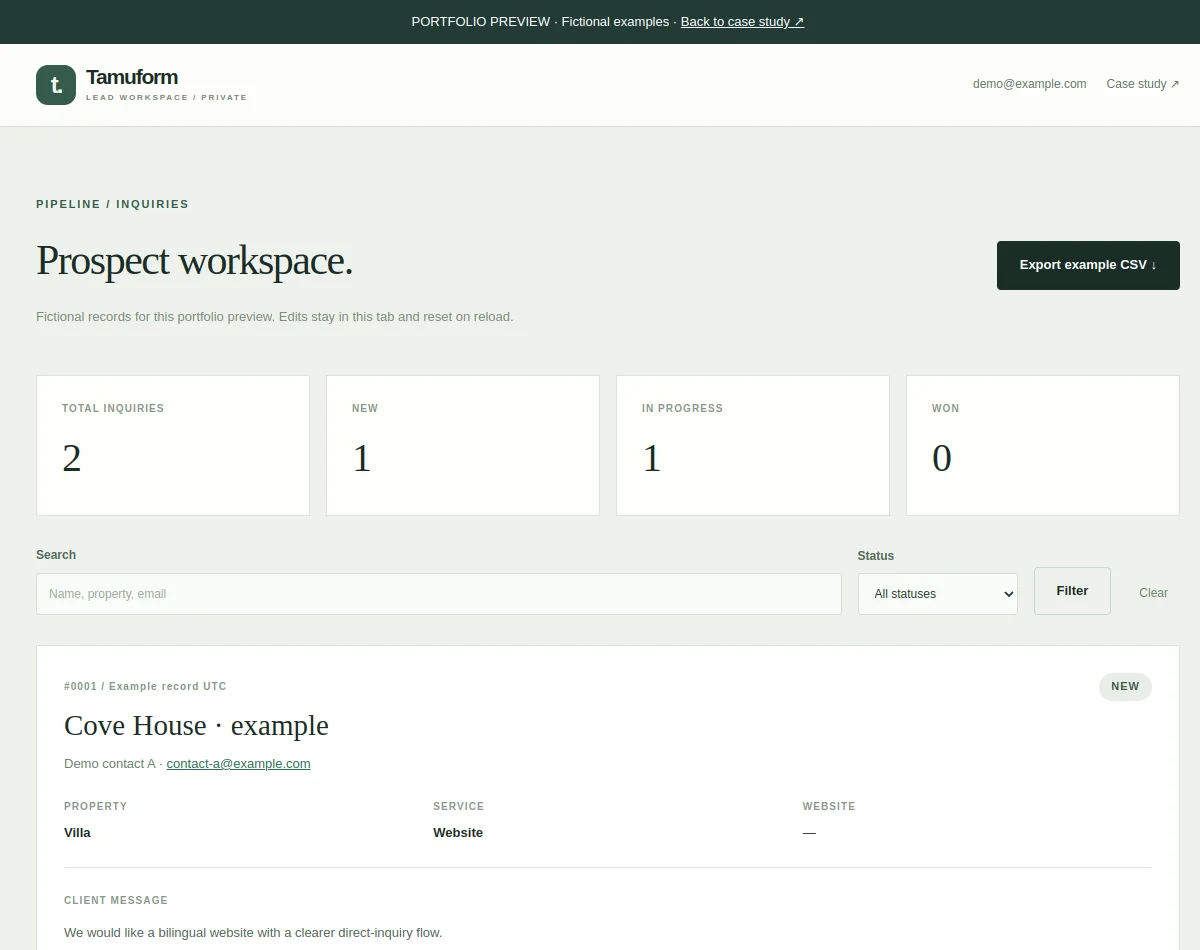 PORTFOLIO PREVIEW · Fictional examples · Back to case study ↗
t.
Tamuform
LEAD WORKSPACE / PRIVATE
demo@example.com Case study ↗
PIPELINE / INQUIRIES
Prospect workspace.
Export example CSV ↓
Fictional records for this portfolio preview. Edits stay in this tab and reset on reload.
TOTAL INQUIRIES NEW IN PROGRESS WON
2 1 1 0
Search Status
Name, property, email All statuses Filter Clear
#0001 / Example record UTC NEW
Cove House · example
Demo contact A · contact-a@example.com
PROPERTY SERVICE WEBSITE
Villa Website —
CLIENT MESSAGE
We would like a bilingual website with a clearer direct-inquiry flow.